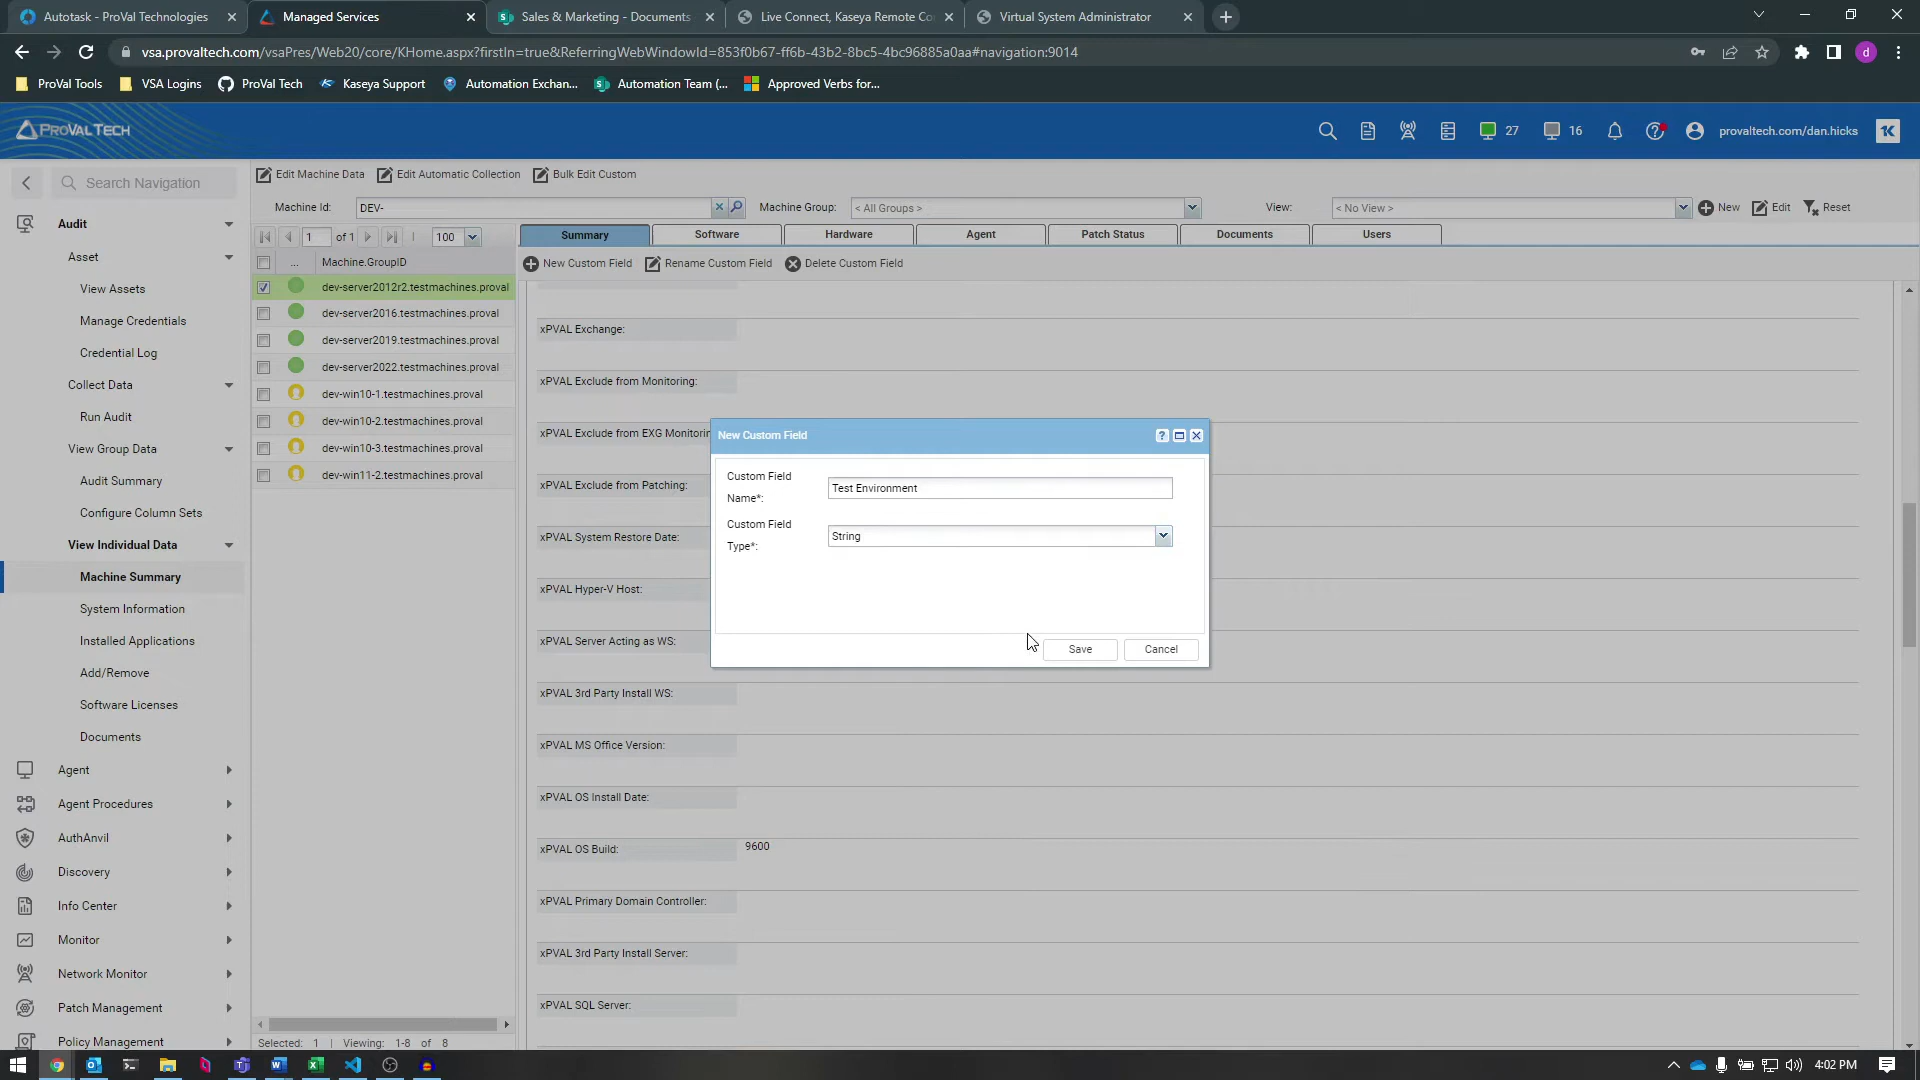 Autotask - ProVal Technologies
Managed Services
Sales & Marketing - Documents
Live Connect, Kaseya Remote Co
Virtual System Administrator
vsa.provaltech.com/vsaPres/Web20/core/KHome.aspx?firstIn=true&ReferringWebWindowId=853f0b67-ff6b-43b2-8bc5-4bc96885a0aa#navigation:9014
d
ProVal Tools
VSA Logins
ProVal Tech
Kaseya Support
Automation Exchan...
Automation Team (...
Approved Verbs for...
PROVAL TECH
27
16
provaltech.com/dan.hicks
Search Navigation
Edit Machine Data
Edit Automatic Collection
Bulk Edit Custom
Machine Id:
DEV-
Machine Group:
< All Groups >
View:
< No View >
New
Edit
Reset
Audit
Asset
View Assets
Manage Credentials
Credential Log
Collect Data
Run Audit
View Group Data
Audit Summary
Configure Column Sets
View Individual Data
Machine Summary
System Information
Installed Applications
Add/Remove
Software Licenses
Documents
Agent
Agent Procedures
AuthAnvil
Discovery
Info Center
Monitor
Network Monitor
Patch Management
Policy Management
1
of 1
100
... Machine.GroupID
dev-server2012r2.testmachines.proval
dev-server2016.testmachines.proval
dev-server2019.testmachines.proval
dev-server2022.testmachines.proval
dev-win10-1.testmachines.proval
dev-win10-2.testmachines.proval
dev-win10-3.testmachines.proval
dev-win11-2.testmachines.proval
Selected: 1 | Viewing: 1-8 of 8
Summary
Software
Hardware
Agent
Patch Status
Documents
Users
New Custom Field
Rename Custom Field
Delete Custom Field
xPVAL Exchange:
xPVAL Exclude from Monitoring:
xPVAL Exclude from EXG Monitorin
xPVAL Exclude from Patching:
xPVAL System Restore Date:
xPVAL Hyper-V Host:
xPVAL Server Acting as WS:
xPVAL 3rd Party Install WS:
xPVAL MS Office Version:
xPVAL OS Install Date:
xPVAL OS Build:
9600
xPVAL Primary Domain Controller:
xPVAL 3rd Party Install Server:
xPVAL SQL Server:
New Custom Field
Custom Field
Name*:
Test Environment
Custom Field
Type*:
String
Save
Cancel
4:02 PM